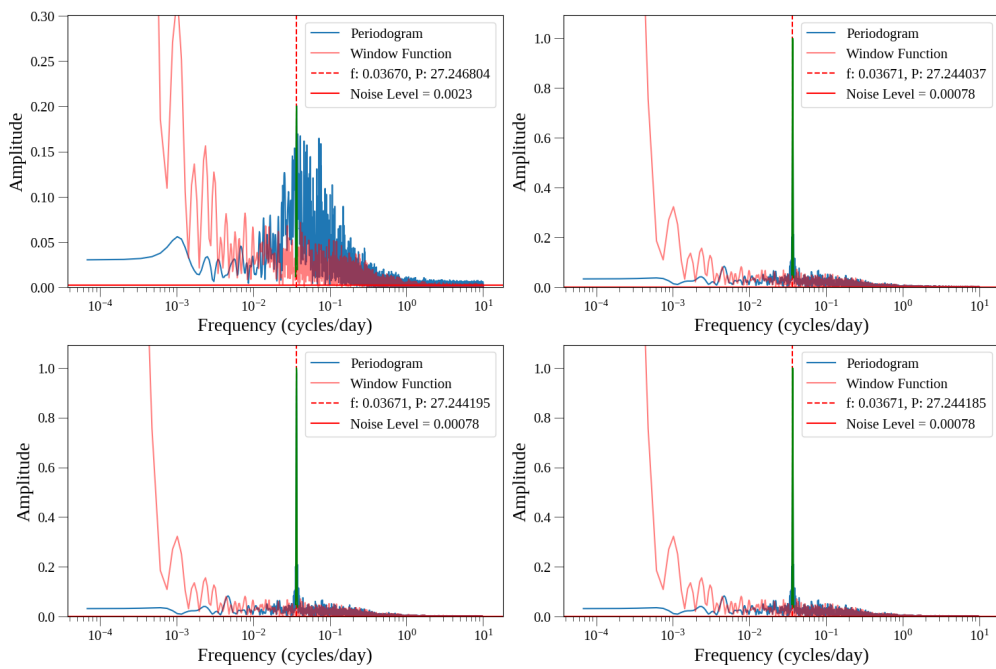 0.30
0.25
0.20
0.15
0.10
0.05
0.00
Amplitude
Periodogram
Window Function
f: 0.03670, P: 27.246804
Noise Level = 0.0023
10⁻⁴
10⁻³
10⁻²
10⁻¹
10⁰
10¹
Frequency (cycles/day)
1.0
0.8
0.6
0.4
0.2
0.0
Amplitude
Periodogram
Window Function
f: 0.03671, P: 27.244037
Noise Level = 0.00078
10⁻⁴
10⁻³
10⁻²
10⁻¹
10⁰
10¹
Frequency (cycles/day)
1.0
0.8
0.6
0.4
0.2
0.0
Amplitude
Periodogram
Window Function
f: 0.03671, P: 27.244195
Noise Level = 0.00078
10⁻⁴
10⁻³
10⁻²
10⁻¹
10⁰
10¹
Frequency (cycles/day)
1.0
0.8
0.6
0.4
0.2
0.0
Amplitude
Periodogram
Window Function
f: 0.03671, P: 27.244185
Noise Level = 0.00078
10⁻⁴
10⁻³
10⁻²
10⁻¹
10⁰
10¹
Frequency (cycles/day)